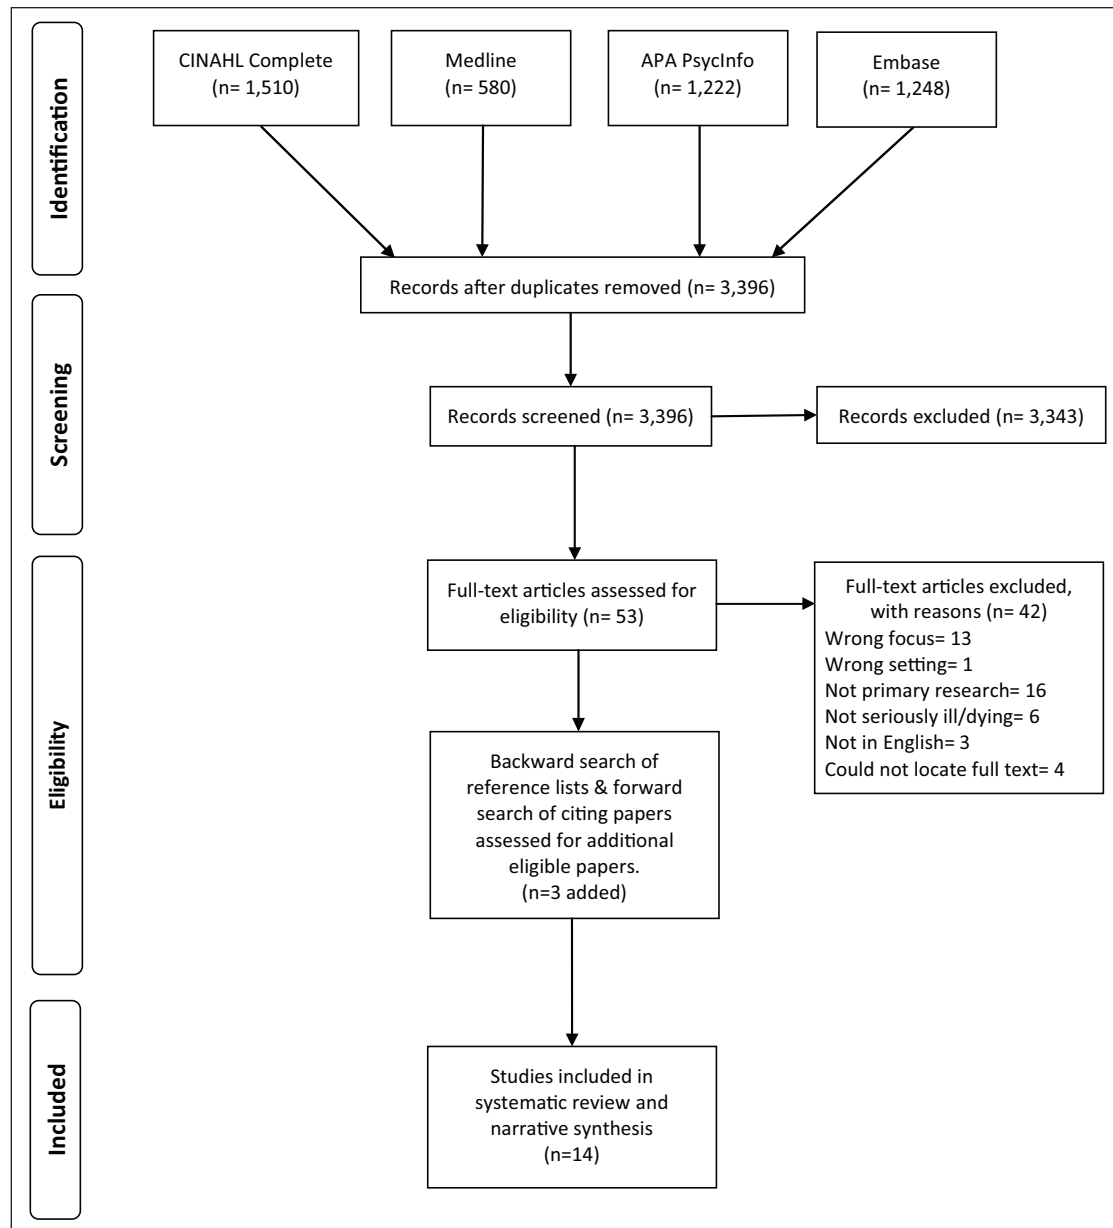 Identification
CINAHL Complete
(n= 1,510)
Medline
(n= 580)
APA PsycInfo
(n= 1,222)
Embase
(n= 1,248)
Records after duplicates removed (n= 3,396)
Screening
Records screened (n= 3,396)
Records excluded (n= 3,343)
Eligibility
Full-text articles assessed for
eligibility (n= 53)
Full-text articles excluded,
with reasons (n= 42)
Wrong focus= 13
Wrong setting= 1
Not primary research= 16
Not seriously ill/dying= 6
Not in English= 3
Could not locate full text= 4
Backward search of
reference lists & forward
search of citing papers
assessed for additional
eligible papers.
(n=3 added)
Included
Studies included in
systematic review and
narrative synthesis
(n=14)